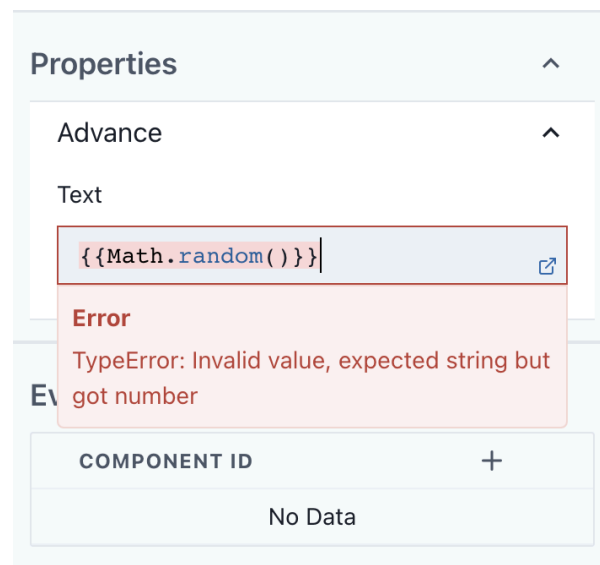 Properties
Advance
Text
{{Math.random()}}
Error
TypeError: Invalid value, expected string but
got number
COMPONENT ID
No Data